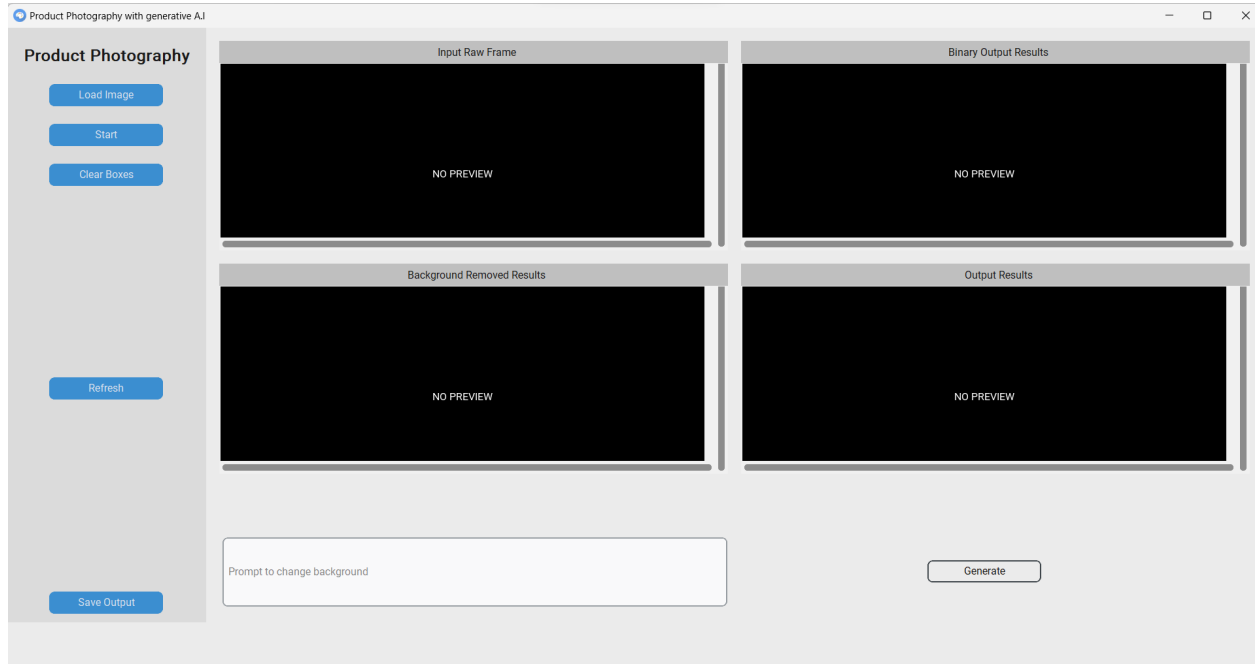 Product Photography with generative A.I
Product Photography
Load Image
Start
Clear Boxes
Refresh
Save Output
Input Raw Frame
NO PREVIEW
Binary Output Results
NO PREVIEW
Background Removed Results
NO PREVIEW
Output Results
NO PREVIEW
Prompt to change background
Generate